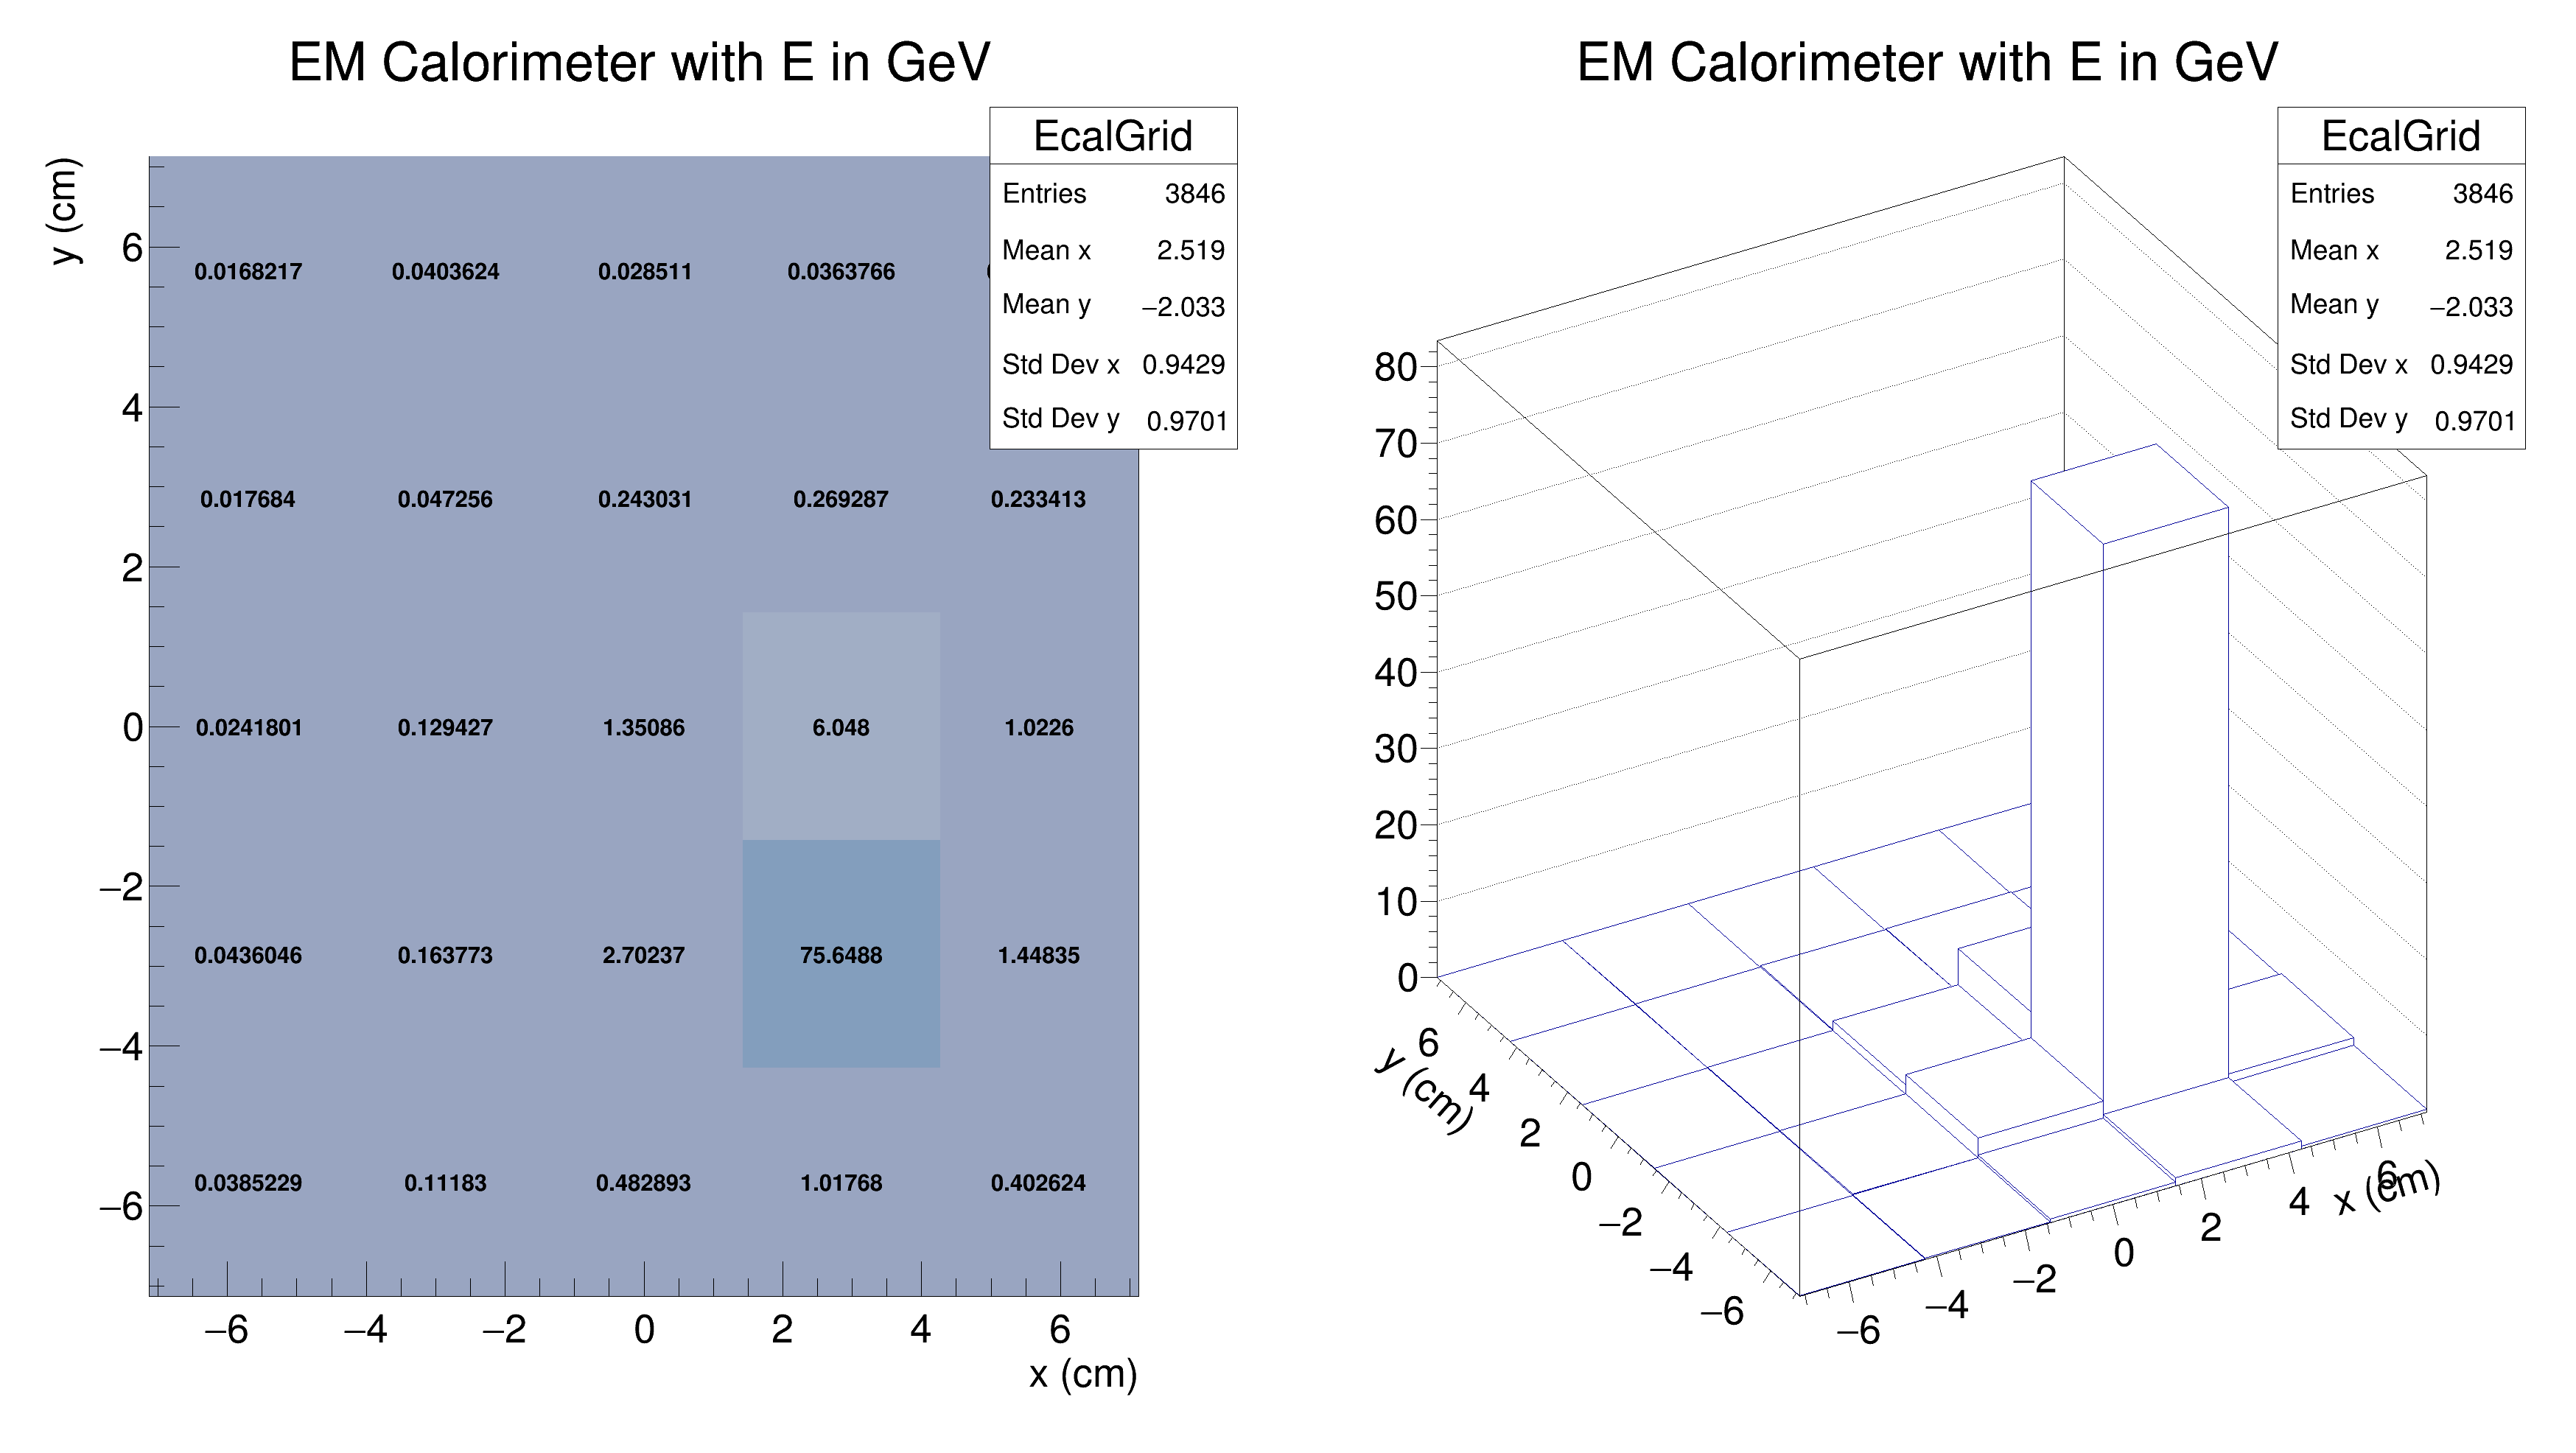 EM Calorimeter with E in GeV
EcalGrid
Entries 3846
Mean x 2.519
Mean y −2.033
Std Dev x 0.9429
Std Dev y 0.9701
y (cm)
6
4
2
0
−2
−4
−6
0.0168217 0.0403624 0.028511 0.0363766
0.017684 0.047256 0.243031 0.269287 0.233413
0.0241801 0.129427 1.35086 6.048 1.0226
0.0436046 0.163773 2.70237 75.6488 1.44835
0.0385229 0.11183 0.482893 1.01768 0.402624
−6 −4 −2 0 2 4 6
x (cm)
EM Calorimeter with E in GeV
EcalGrid
Entries 3846
Mean x 2.519
Mean y −2.033
Std Dev x 0.9429
Std Dev y 0.9701
80
70
60
50
40
30
20
10
0
y (cm)
6
4
2
0
−2
−4
−6
−6 −4 −2 0 2 4 6
x (cm)